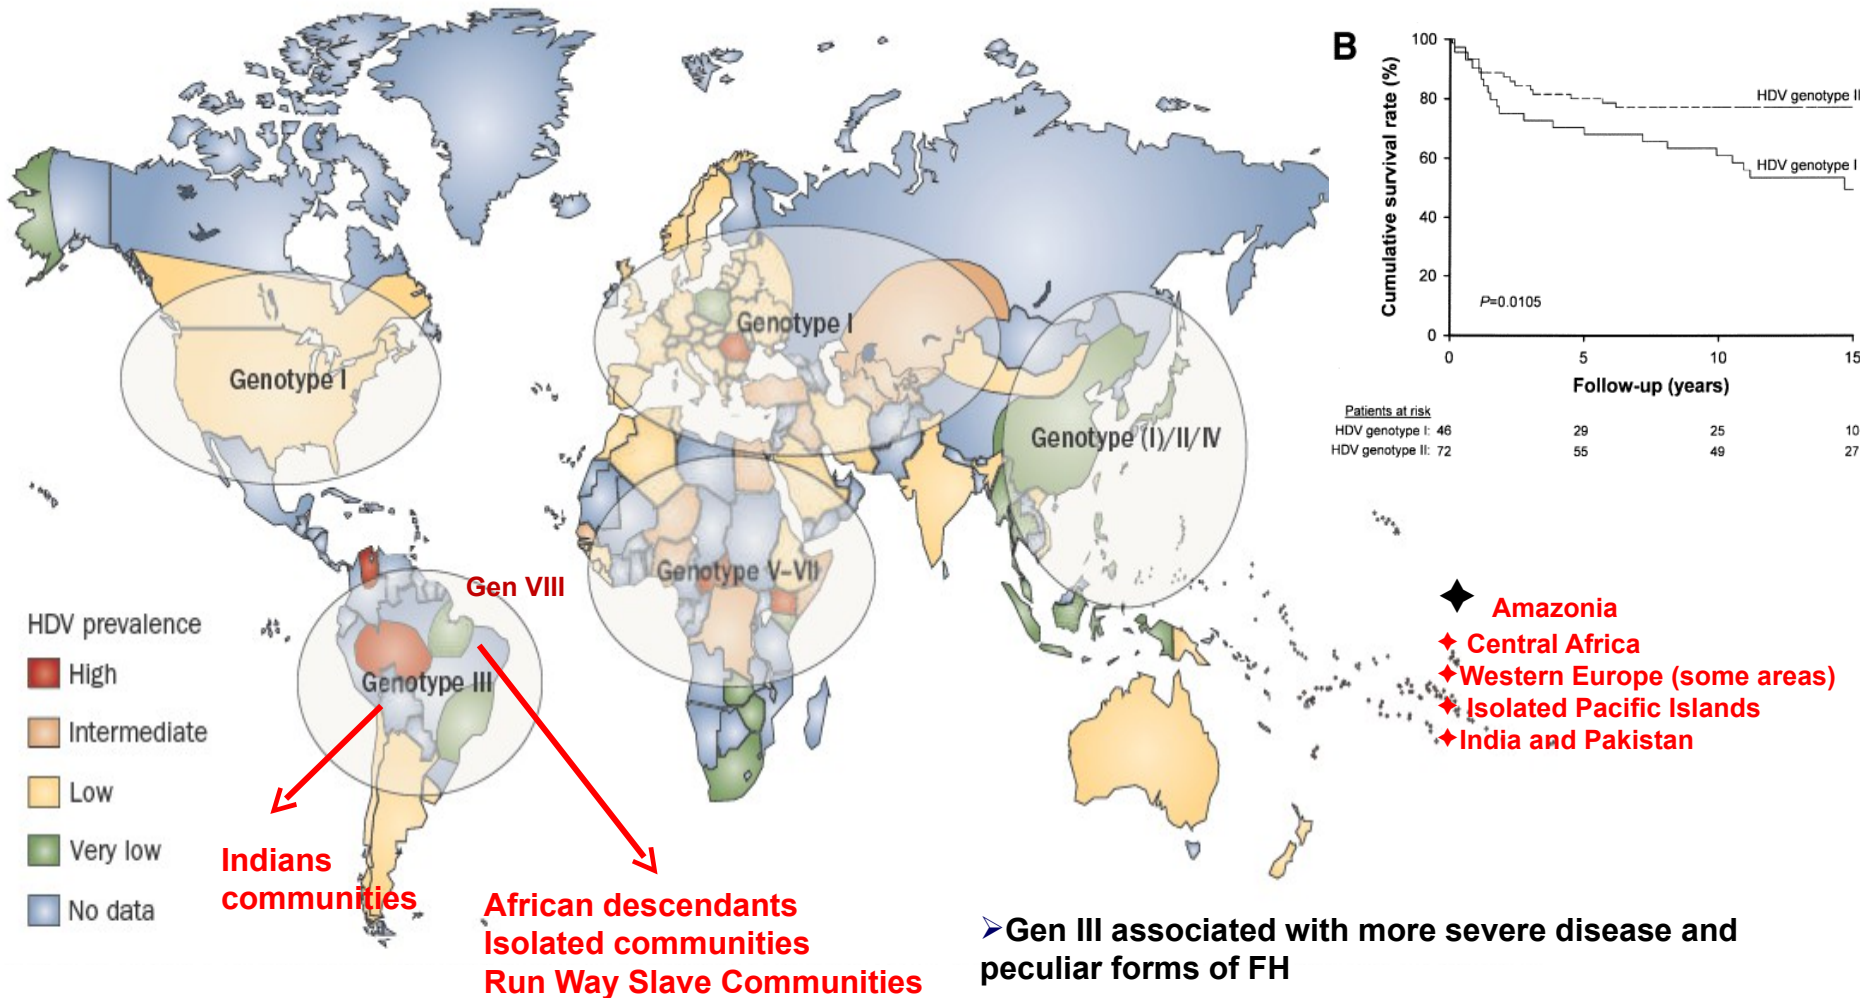 B
Cumulative survival rate (%)
100
80
60
40
20
0
HDV genotype II
HDV genotype I
P=0.0105
0 5 10 15
Follow-up (years)
Patients at risk
HDV genotype I: 46 29 25 10
HDV genotype II: 72 55 49 27
Genotype I
Genotype I
Genotype (I)/II/IV
Genotype V–VII
Gen VIII
Genotype III
HDV prevalence
High
Intermediate
Low
Very low
No data
Amazonia
Central Africa
Western Europe (some areas)
Isolated Pacific Islands
India and Pakistan
Indians
communities
African descendants
Isolated communities
Run Way Slave Communities
➢Gen III associated with more severe disease and
peculiar forms of FH